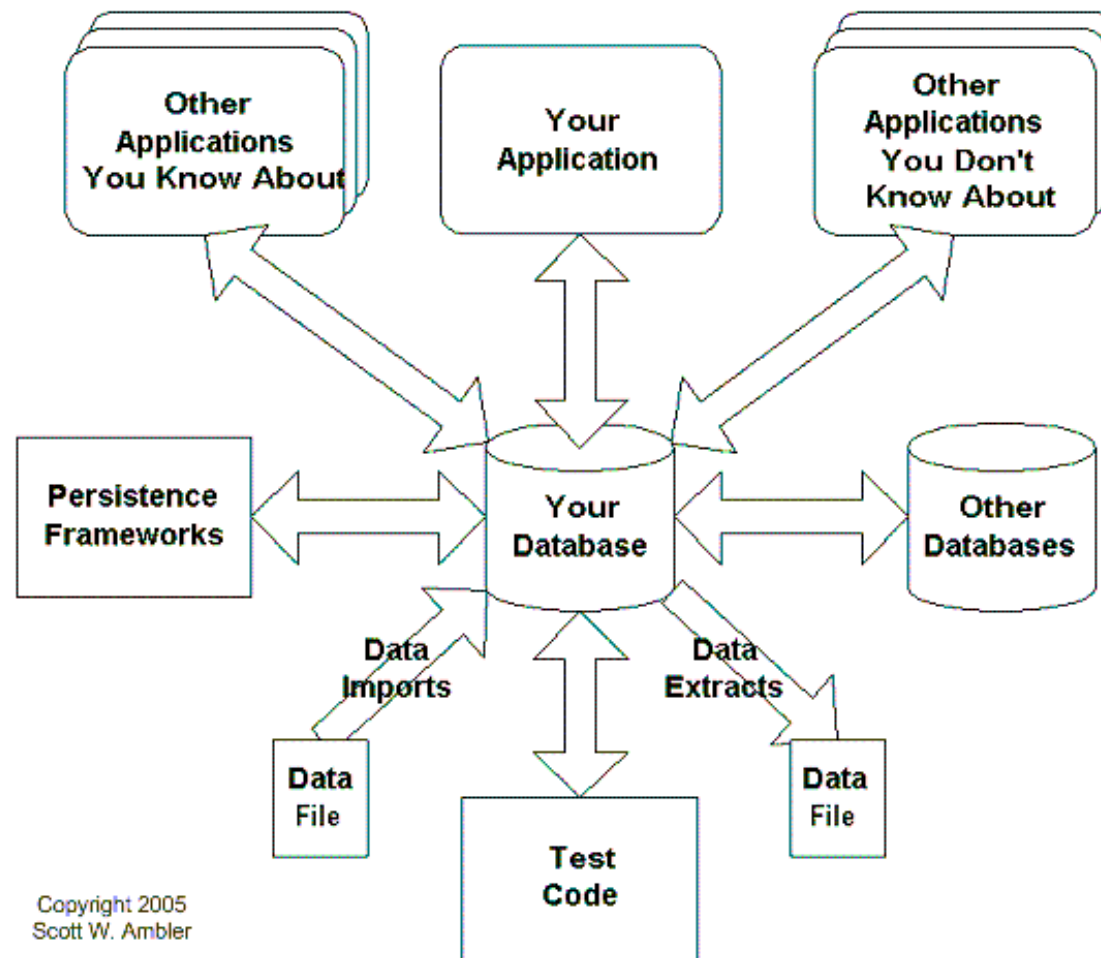 Other
Applications
You Know About
Your
Application
Other
Applications
You Don't
Know About
Persistence
Frameworks
Your
Database
Other
Databases
Data
Imports
Data
Extracts
Data
File
Test
Code
Data
File
Copyright 2005
Scott W. Ambler